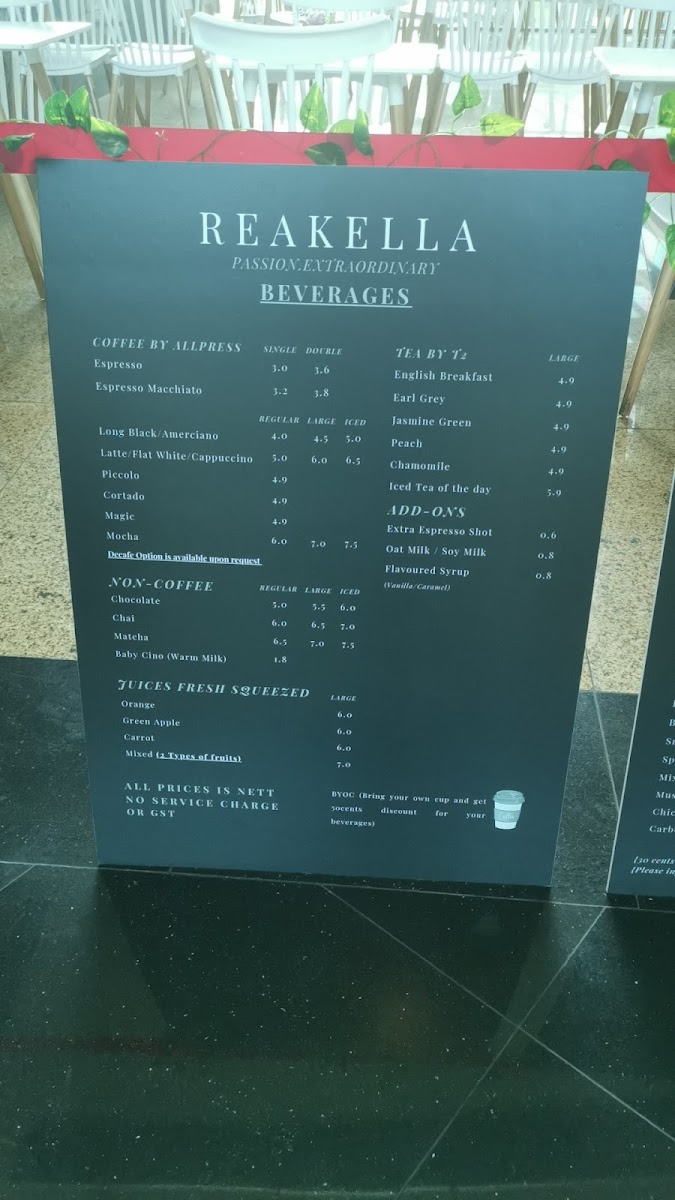 REAKELLA
PASSION.EXTRAORDINARY
BEVERAGES
COFFEE BY ALLPRESS SINGLE DOUBLE
Espresso 3.0 3.6
Espresso Macchiato 3.2 3.8
REGULAR LARGE ICED
Long Black/Amerciano 4.0 4.5 5.0
Latte/Flat White/Cappuccino 5.0 6.0 6.5
Piccolo 4.9
Cortado 4.9
Magic 4.9
Mocha 6.0 7.0 7.5
Decafe Option is available upon request
NON-COFFEE REGULAR LARGE ICED
Chocolate 5.0 5.5 6.0
Chai 6.0 6.5 7.0
Matcha 6.5 7.0 7.5
Baby Cino (Warm Milk) 1.8
JUICES FRESH SQUEEZED LARGE
Orange 6.0
Green Apple 6.0
Carrot 6.0
Mixed (2 Types of fruits) 7.0
ALL PRICES IS NETT
NO SERVICE CHARGE
OR GST
TEA BY T2 LARGE
English Breakfast 4.9
Earl Grey 4.9
Jasmine Green 4.9
Peach 4.9
Chamomile 4.9
Iced Tea of the day 5.9
ADD-ONS
Extra Espresso Shot 0.6
Oat Milk / Soy Milk 0.8
Flavoured Syrup 0.8
(Vanilla/Caramel)
BYOC (Bring your own cup and get
50cents discount for your
beverages)
Mix
Mus
Chic
Carb
[30 cents
[Please in